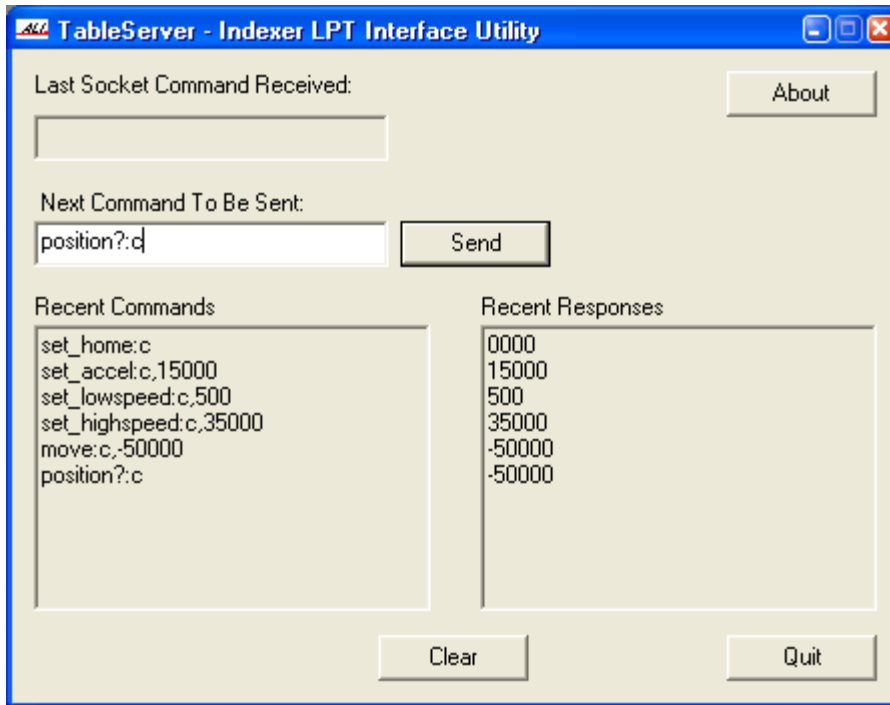 ALL TableServer - Indexer LPT Interface Utility
Last Socket Command Received:
About
Next Command To Be Sent:
position?:c
Send
Recent Commands
set_home:c
set_accel:c,15000
set_lowspeed:c,500
set_highspeed:c,35000
move:c,-50000
position?:c
Recent Responses
0000
15000
500
35000
-50000
-50000
Clear
Quit